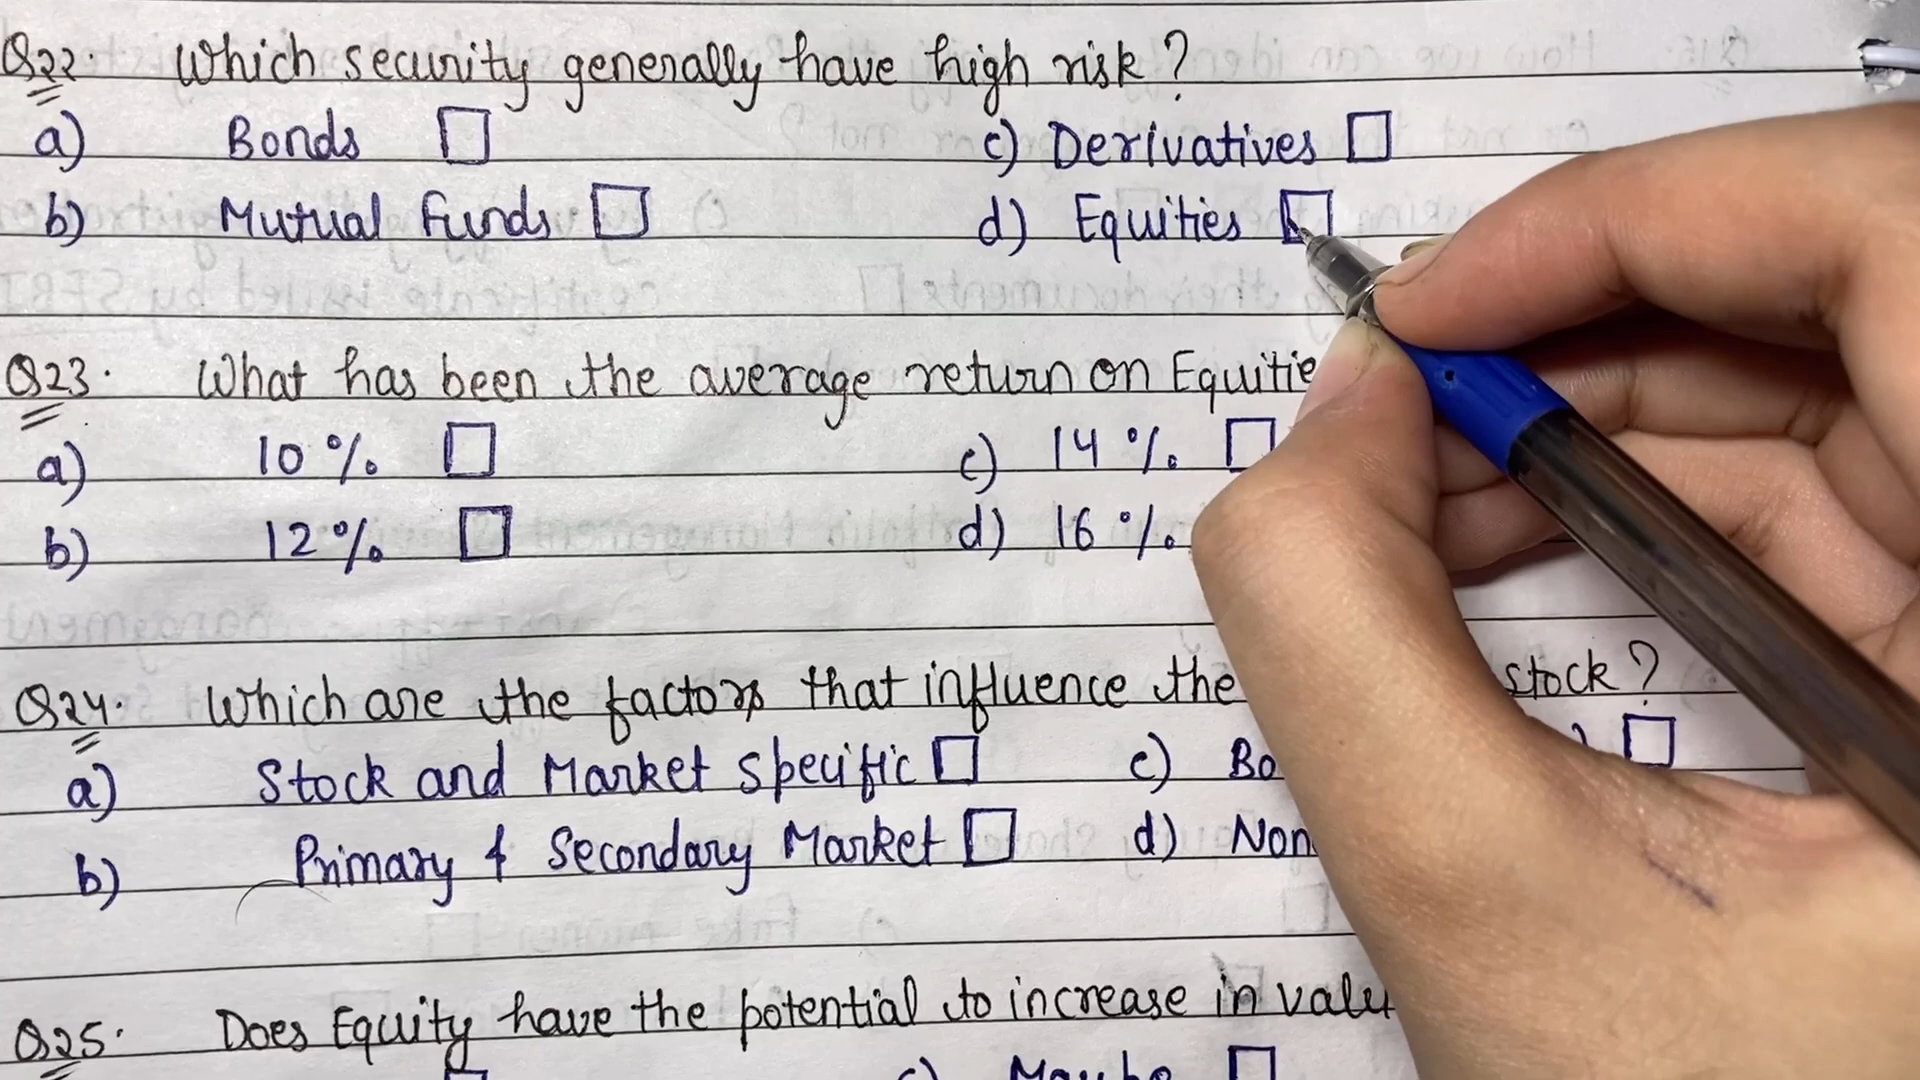 Q22. Which security generally have high risk?
a) Bonds c) Derivatives
b) Mutual Funds d) Equities
Q23. What has been the average return on Equitie
a) 10% c) 14%
b) 12% d) 16%
Q24. Which are the factors that influence the stock?
a) Stock and Market Specific c) Bo
b) Primary & Secondary Market d) Non
Q25. Does Equity have the potential to increase in valu
c) Maybe